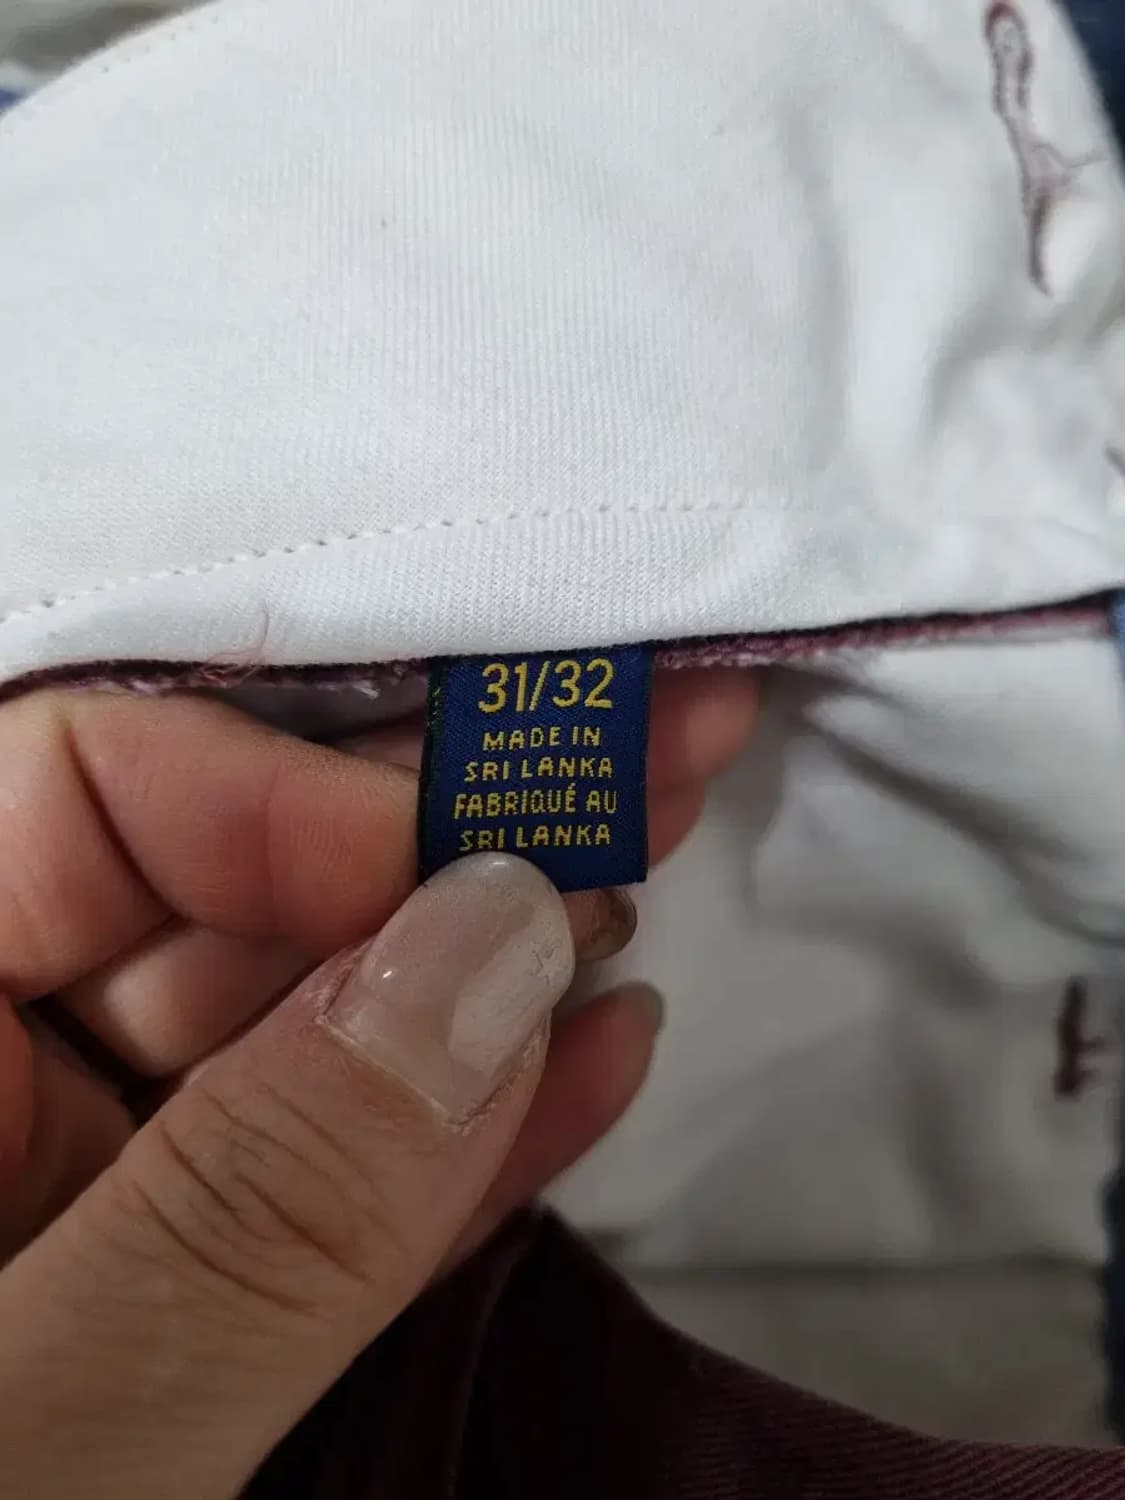 31/32
MADE IN
SRI LANKA
FABRIQUÉ AU
SRI LANKA